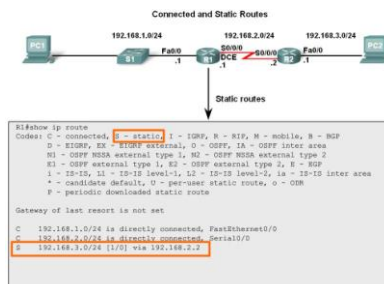 Connected and Static Routes
192.168.1.0/24
192.168.2.0/24
192.168.3.0/24
PC1
S1
Fa0/0
.1
R1
S0/0/0
DCE
.1
S0/0/0
.2
R2
Fa0/0
.1
PC2
Static routes
R1#show ip route
Codes: C - connected, S - static, I - IGRP, R - RIP, M - mobile, B - BGP
D - EIGRP, EX - EIGRP external, O - OSPF, IA - OSPF inter area
N1 - OSPF NSSA external type 1, N2 - OSPF NSSA external type 2
E1 - OSPF external type 1, E2 - OSPF external type 2, E - EGP
i - IS-IS, L1 - IS-IS level-1, L2 - IS-IS level-2, ia - IS-IS inter area
* - candidate default, U - per-user static route, o - ODR
P - periodic downloaded static route
Gateway of last resort is not set
C 192.168.1.0/24 is directly connected, FastEthernet0/0
C 192.168.2.0/24 is directly connected, Serial0/0
S 192.168.3.0/24 [1/0] via 192.168.2.2